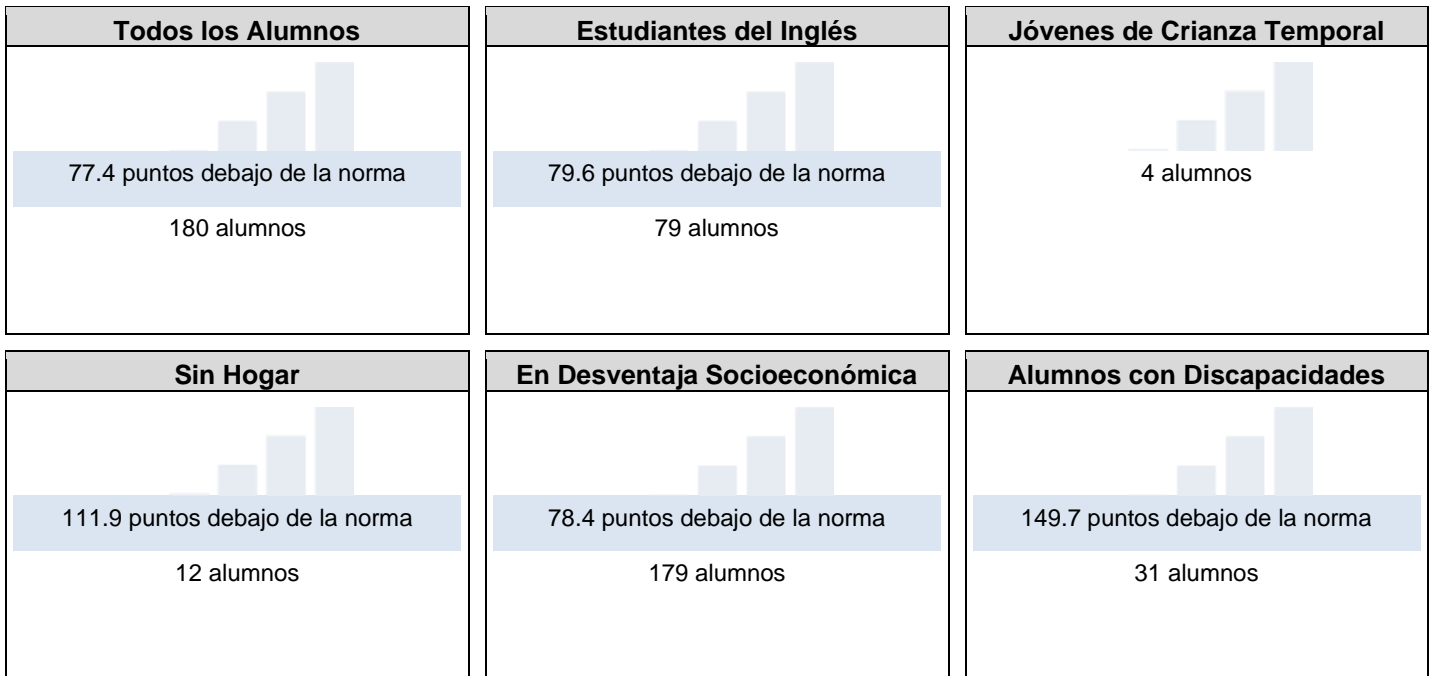 Todos los Alumnos
77.4 puntos debajo de la norma
180 alumnos
Estudiantes del Inglés
79.6 puntos debajo de la norma
79 alumnos
Jóvenes de Crianza Temporal
4 alumnos
Sin Hogar
111.9 puntos debajo de la norma
12 alumnos
En Desventaja Socioeconómica
78.4 puntos debajo de la norma
179 alumnos
Alumnos con Discapacidades
149.7 puntos debajo de la norma
31 alumnos